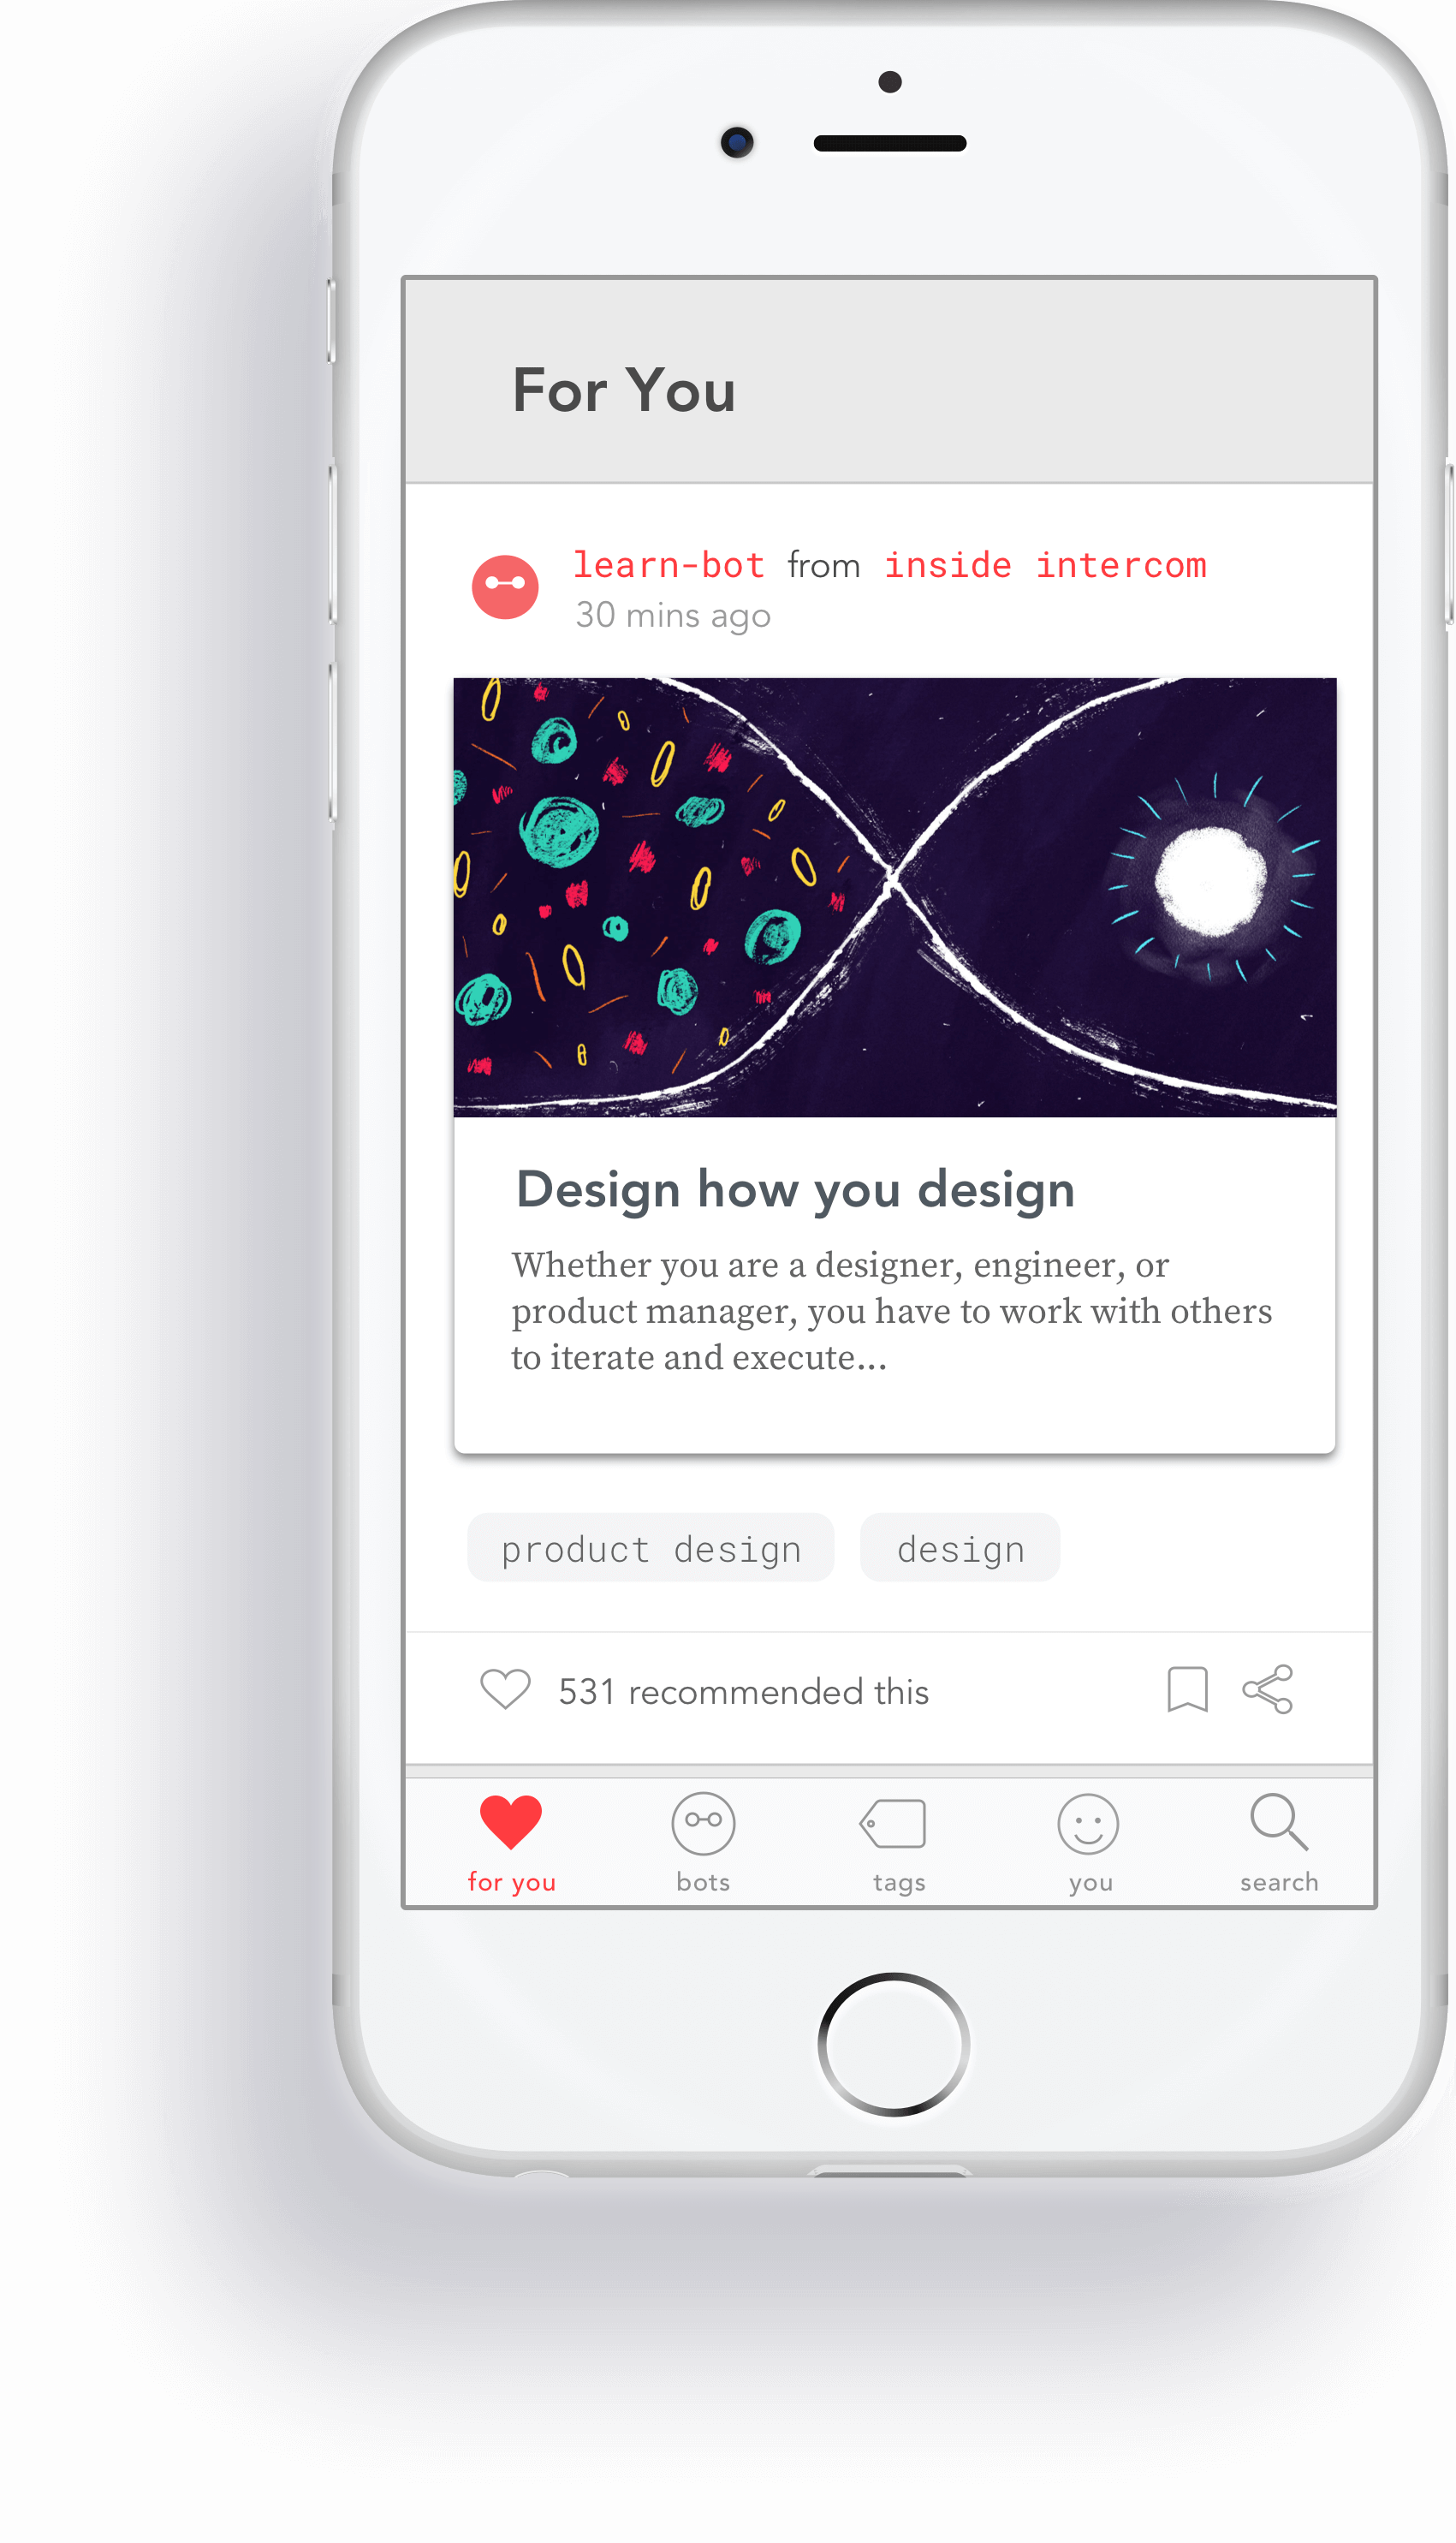 For You
learn-bot from inside intercom
30 mins ago
Design how you design
Whether you are a designer, engineer, or
product manager, you have to work with others
to iterate and execute...
product design design
531 recommended this
for you bots tags you search